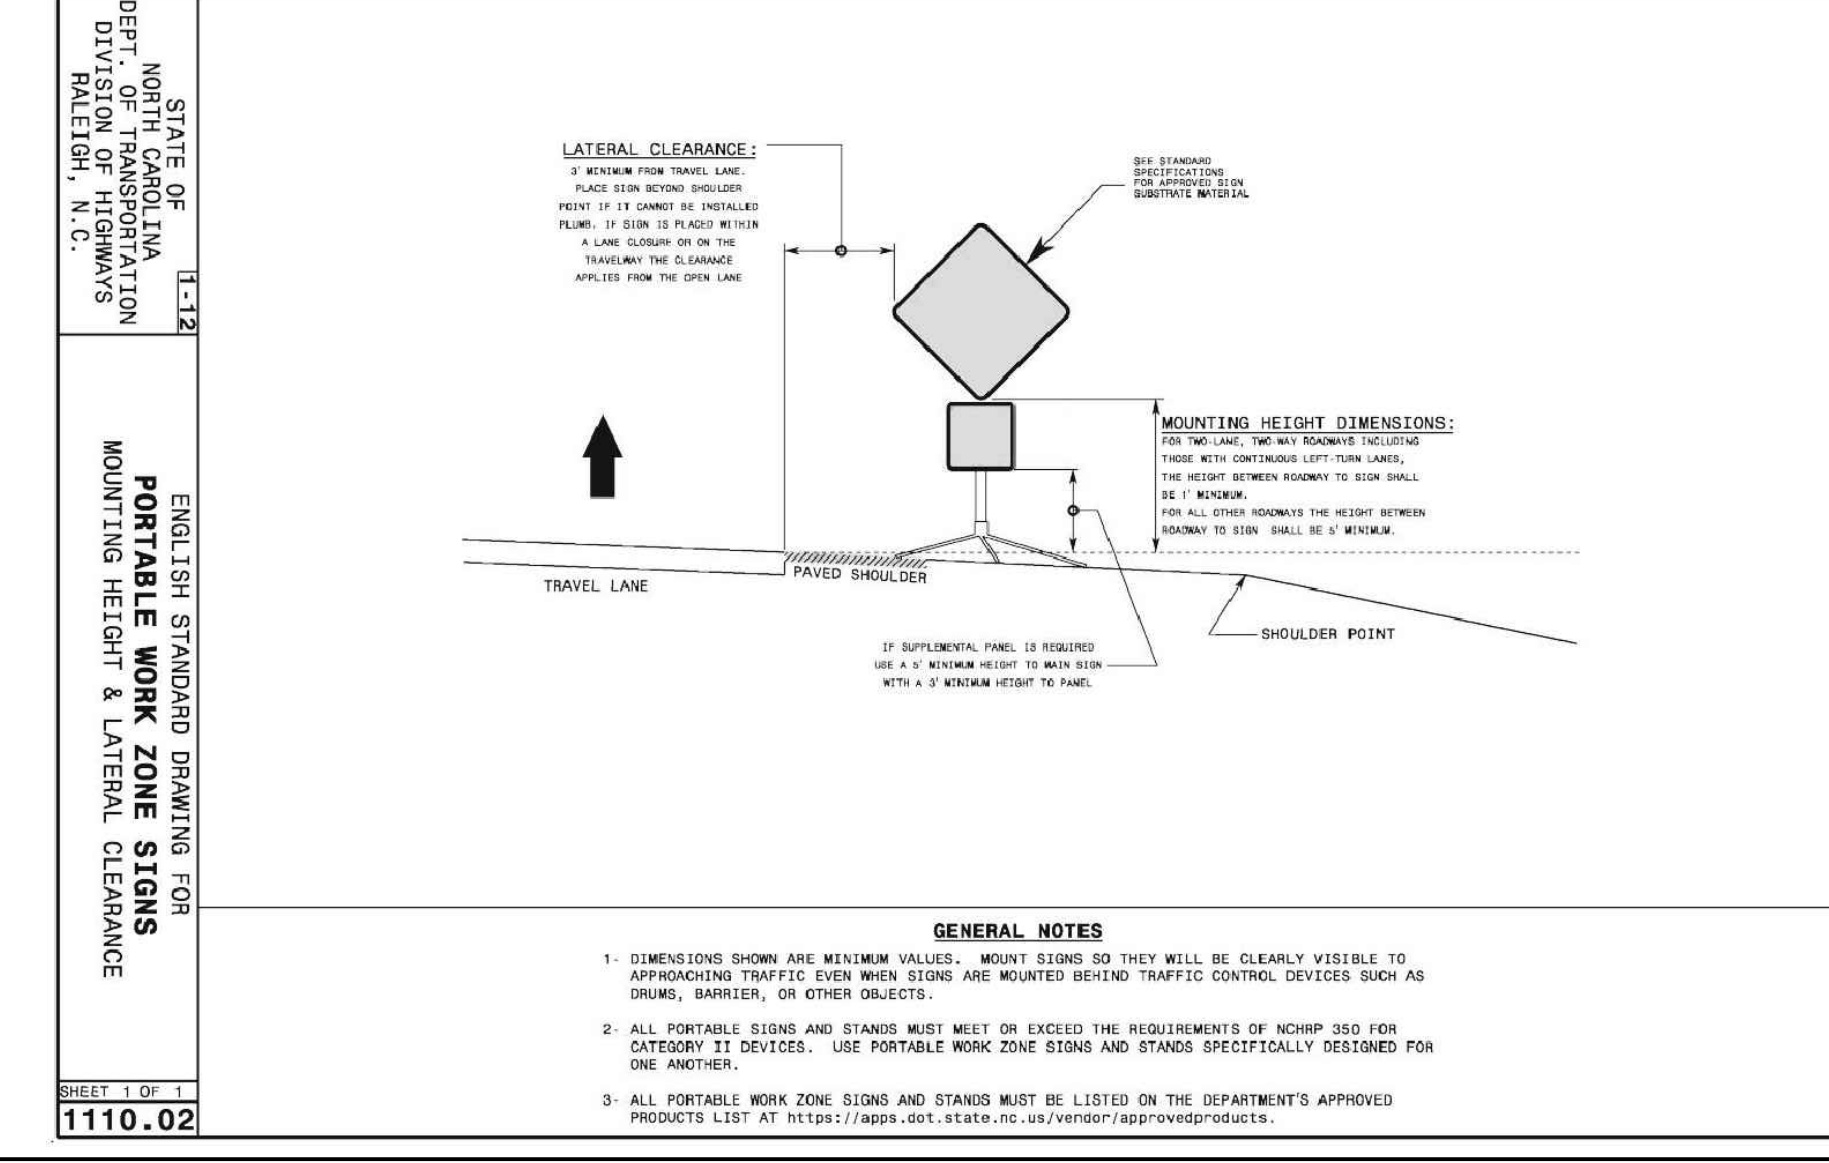 STATE OF
NORTH CAROLINA
DEPT. OF TRANSPORTATION
DIVISION OF HIGHWAYS
RALEIGH, N.C.
1-12
ENGLISH STANDARD DRAWING FOR
PORTABLE WORK ZONE SIGNS
MOUNTING HEIGHT & LATERAL CLEARANCE
SHEET 1 OF 1
1110.02
LATERAL CLEARANCE:
3' MINIMUM FROM TRAVEL LANE.
PLACE SIGN BEYOND SHOULDER
POINT IF IT CANNOT BE INSTALLED
PLUMB. IF SIGN IS PLACED WITHIN
A LANE CLOSURE OR ON THE
TRAVELWAY THE CLEARANCE
APPLIES FROM THE OPEN LANE
SEE STANDARD
SPECIFICATIONS
FOR APPROVED SIGN
SUBSTRATE MATERIAL
MOUNTING HEIGHT DIMENSIONS:
FOR TWO-LANE, TWO-WAY ROADWAYS INCLUDING
THOSE WITH CONTINUOUS LEFT-TURN LANES,
THE HEIGHT BETWEEN ROADWAY TO SIGN SHALL
BE 1' MINIMUM.
FOR ALL OTHER ROADWAYS THE HEIGHT BETWEEN
ROADWAY TO SIGN SHALL BE 5' MINIMUM.
TRAVEL LANE
PAVED SHOULDER
SHOULDER POINT
IF SUPPLEMENTAL PANEL IS REQUIRED
USE A 5' MINIMUM HEIGHT TO MAIN SIGN
WITH A 3' MINIMUM HEIGHT TO PANEL
GENERAL NOTES
1- DIMENSIONS SHOWN ARE MINIMUM VALUES. MOUNT SIGNS SO THEY WILL BE CLEARLY VISIBLE TO
APPROACHING TRAFFIC EVEN WHEN SIGNS ARE MOUNTED BEHIND TRAFFIC CONTROL DEVICES SUCH AS
DRUMS, BARRIER, OR OTHER OBJECTS.
2- ALL PORTABLE SIGNS AND STANDS MUST MEET OR EXCEED THE REQUIREMENTS OF NCHRP 350 FOR
CATEGORY II DEVICES. USE PORTABLE WORK ZONE SIGNS AND STANDS SPECIFICALLY DESIGNED FOR
ONE ANOTHER.
3- ALL PORTABLE WORK ZONE SIGNS AND STANDS MUST BE LISTED ON THE DEPARTMENT'S APPROVED
PRODUCTS LIST AT https://apps.dot.state.nc.us/vendor/approvedproducts.